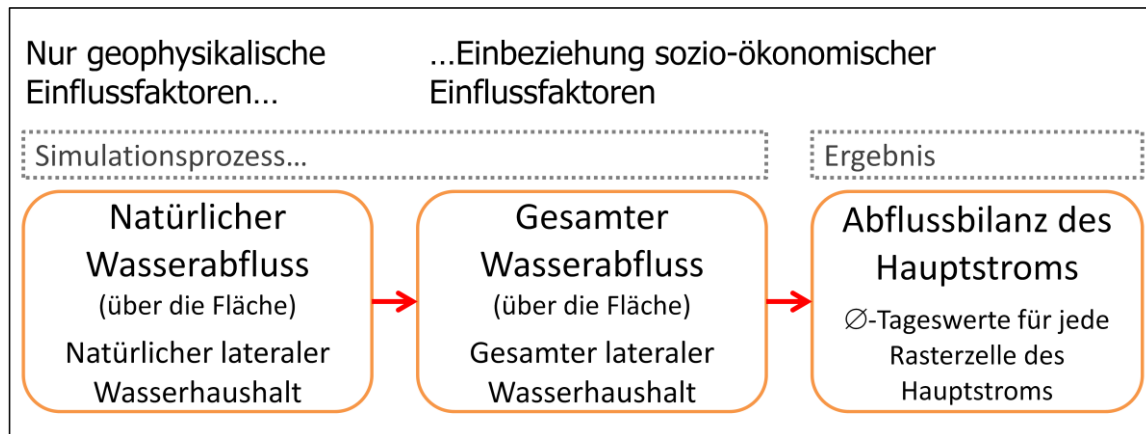 Nur geophysikalische
Einflussfaktoren…
…Einbeziehung sozio-ökonomischer
Einflussfaktoren
Simulationsprozess…
Ergebnis
Natürlicher
Wasserabfluss
(über die Fläche)
Natürlicher lateraler
Wasserhaushalt
Gesamter
Wasserabfluss
(über die Fläche)
Gesamter lateraler
Wasserhaushalt
Abflussbilanz des
Hauptstroms
∅-Tageswerte für jede
Rasterzelle des
Hauptstroms